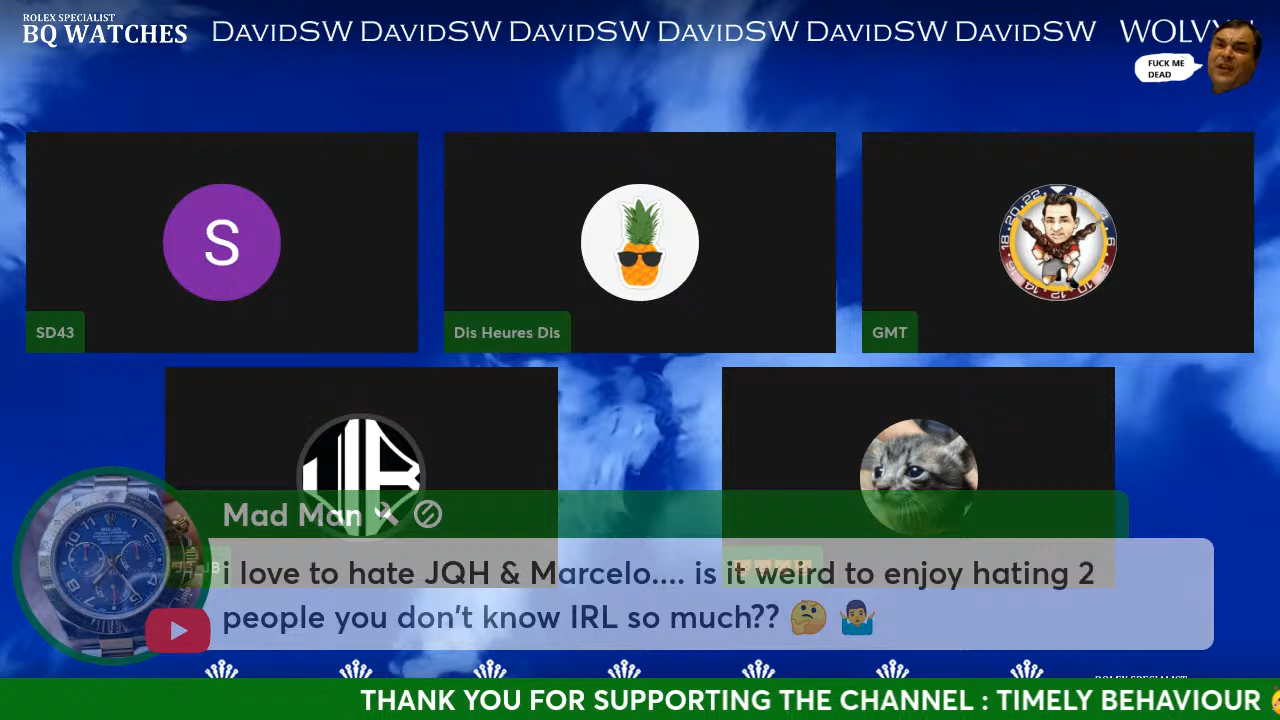 ROLEX SPECIALIST
BQ WATCHES
DAVIDSW DAVIDSW DAVIDSW DAVIDSW DAVIDSW DAVIDSW
FUCK ME
DEAD
S
SD43
Dis Heures Dis
GMT
Mad Man
i love to hate JQH & Marcelo.... is it weird to enjoy hating 2
people you don't know IRL so much?? 🤔 🤷‍♂️
THANK YOU FOR SUPPORTING THE CHANNEL : TIMELY BEHAVIOUR